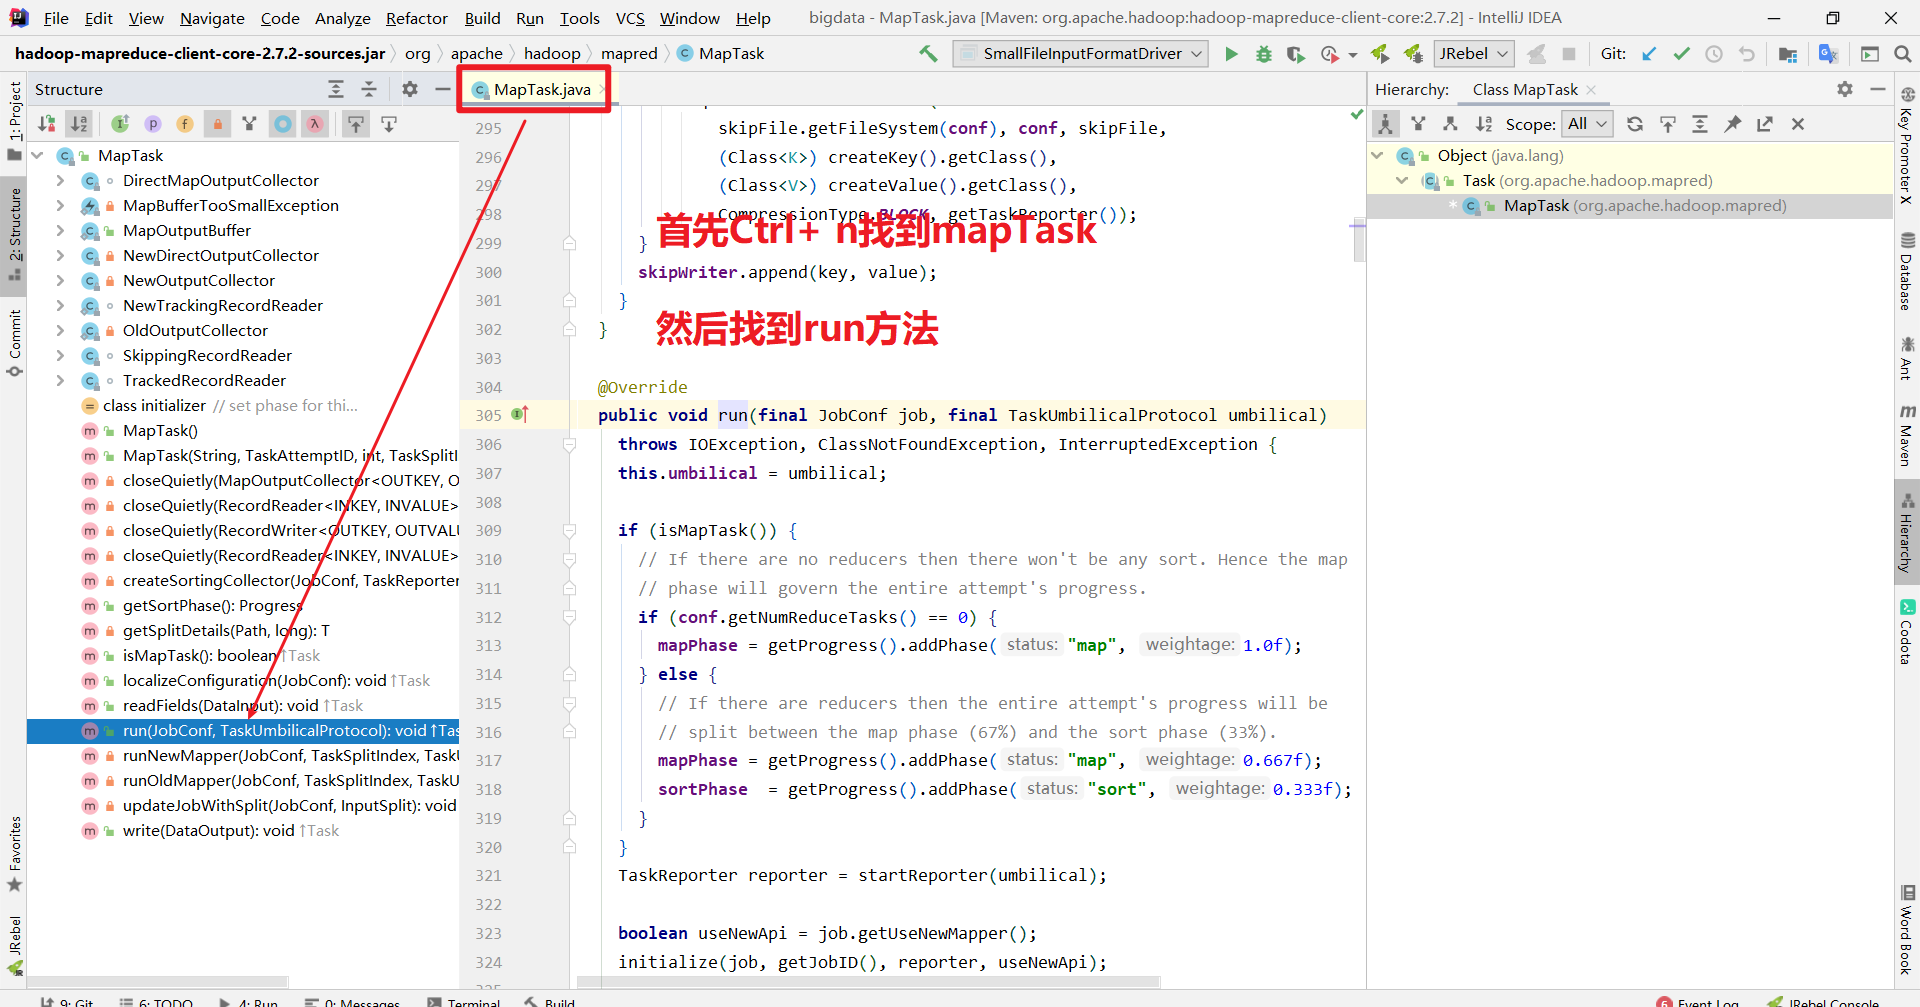 File Edit View Navigate Code Analyze Refactor Build Run Tools VCS Window Help bigdata - MapTask.java [Maven: org.apache.hadoop:hadoop-mapreduce-client-core:2.7.2] - IntelliJ IDEA
hadoop-mapreduce-client-core-2.7.2-sources.jar org apache hadoop mapred MapTask SmallFileInputFormatDriver JRebel Git:
Structure
MapTask.java
Hierarchy: Class MapTask
Scope: All
1: Project
2: Structure
Commit
Favorites
JRebel
MapTask
DirectMapOutputCollector
MapBufferTooSmallException
MapOutputBuffer
NewDirectOutputCollector
NewOutputCollector
NewTrackingRecordReader
OldOutputCollector
SkippingRecordReader
TrackedRecordReader
class initializer // set phase for thi...
MapTask()
MapTask(String, TaskAttemptID, int, TaskSplitI
closeQuietly(MapOutputCollector<OUTKEY, O
closeQuietly(RecordReader<INKEY, INVALUE>
closeQuietly(RecordWriter<OUTKEY, OUTVALU
closeQuietly(RecordReader<INKEY, INVALUE>
createSortingCollector(JobConf, TaskReporter
getSortPhase(): Progress
getSplitDetails(Path, long): T
isMapTask(): boolean ↑Task
localizeConfiguration(JobConf): void ↑Task
readFields(DataInput): void ↑Task
run(JobConf, TaskUmbilicalProtocol): void ↑Tas
runNewMapper(JobConf, TaskSplitIndex, TaskU
runOldMapper(JobConf, TaskSplitIndex, TaskU
updateJobWithSplit(JobConf, InputSplit): void
write(DataOutput): void ↑Task
295 skipFile.getFileSystem(conf), conf, skipFile,
296 (Class<K>) createKey().getClass(),
297 (Class<V>) createValue().getClass(),
298 CompressionType.BLOCK, getTaskReporter());
首先Ctrl+ n找到mapTask
299 }
300 skipWriter.append(key, value);
301 }
然后找到run方法
302 }
303
304 @Override
305 public void run(final JobConf job, final TaskUmbilicalProtocol umbilical)
306 throws IOException, ClassNotFoundException, InterruptedException {
307 this.umbilical = umbilical;
308
309 if (isMapTask()) {
310 // If there are no reducers then there won't be any sort. Hence the map
311 // phase will govern the entire attempt's progress.
312 if (conf.getNumReduceTasks() == 0) {
313 mapPhase = getProgress().addPhase( status: "map", weightage: 1.0f);
314 } else {
315 // If there are reducers then the entire attempt's progress will be
316 // split between the map phase (67%) and the sort phase (33%).
317 mapPhase = getProgress().addPhase( status: "map", weightage: 0.667f);
318 sortPhase = getProgress().addPhase( status: "sort", weightage: 0.333f);
319 }
320 }
321 TaskReporter reporter = startReporter(umbilical);
322
323 boolean useNewApi = job.getUseNewMapper();
324 initialize(job, getJobID(), reporter, useNewApi);
Object (java.lang)
Task (org.apache.hadoop.mapred)
* MapTask (org.apache.hadoop.mapred)
Key Promoter X
Database
Ant
Maven
Hierarchy
Codota
Word Book
9: Git 6: TODO 4: Run 0: Messages Terminal Build 6 Event Log JRebel Console